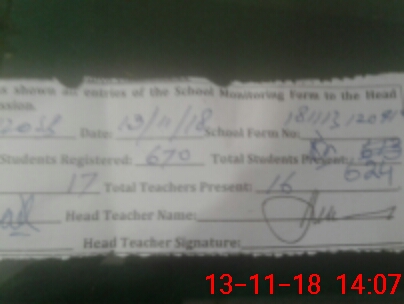 s shown all entries of the School Monitoring Form to the Head
ssion.
Date: 13/11/18 School Form No:
Students Registered: 670 Total Students Present: 623
624
17 Total Teachers Present: 16
Head Teacher Name:
Head Teacher Signature:
13-11-18 14:07